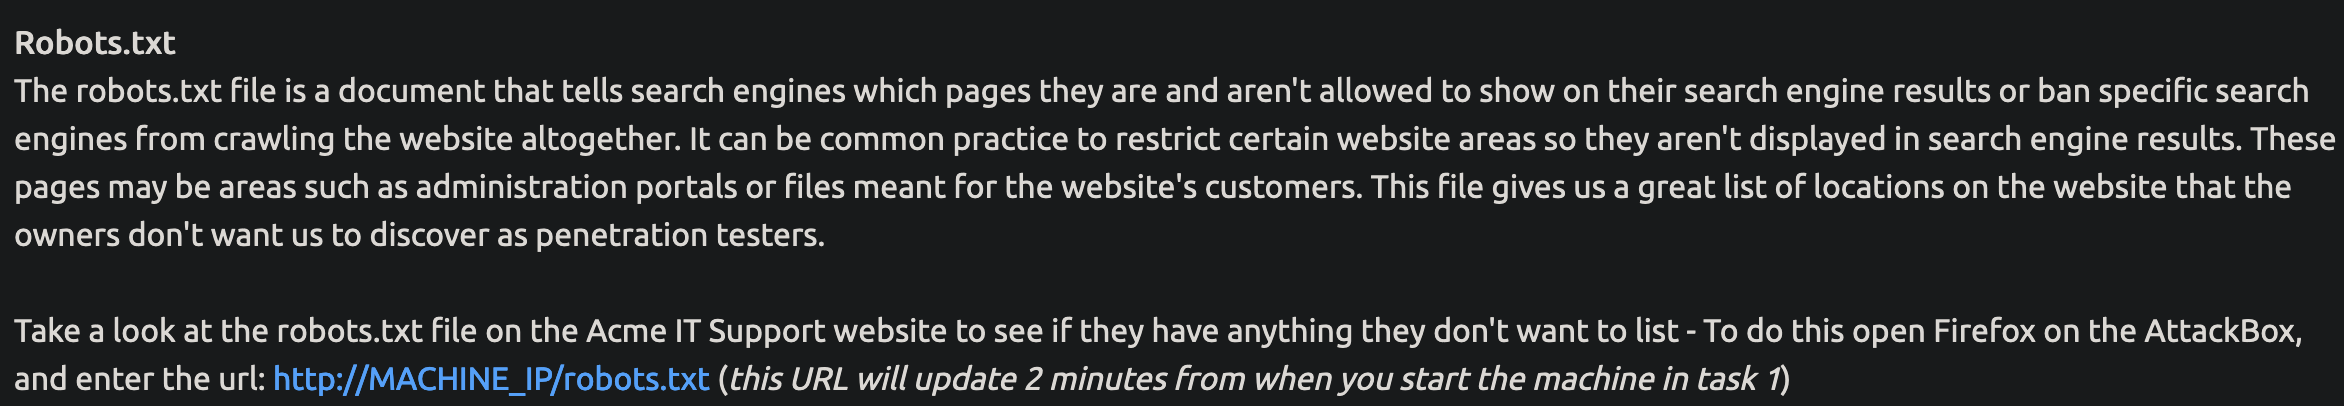 Robots.txt
The robots.txt file is a document that tells search engines which pages they are and aren't allowed to show on their search engine results or ban specific search
engines from crawling the website altogether. It can be common practice to restrict certain website areas so they aren't displayed in search engine results. These
pages may be areas such as administration portals or files meant for the website's customers. This file gives us a great list of locations on the website that the
owners don't want us to discover as penetration testers.
Take a look at the robots.txt file on the Acme IT Support website to see if they have anything they don't want to list - To do this open Firefox on the AttackBox,
and enter the url: http://MACHINE_IP/robots.txt (this URL will update 2 minutes from when you start the machine in task 1)